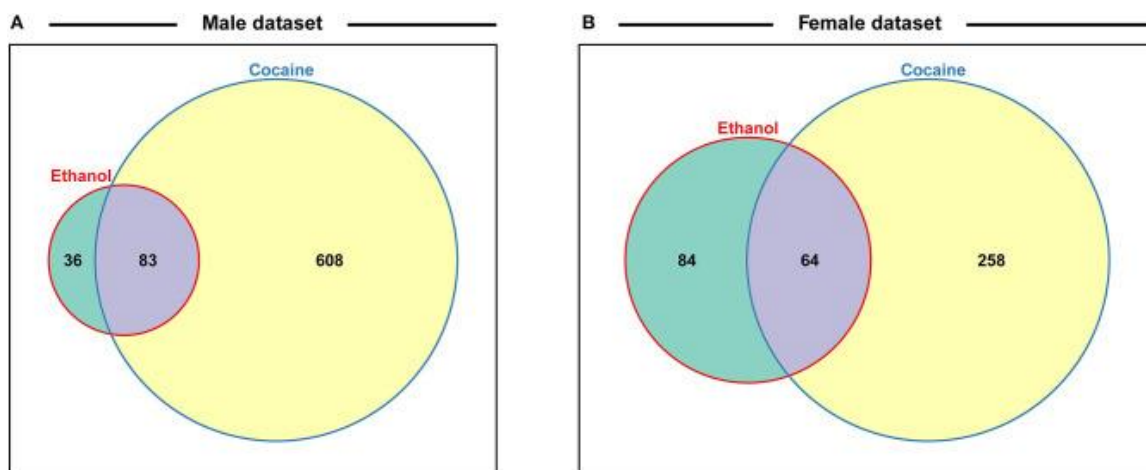 A Male dataset
Cocaine
Ethanol
36 83 608
B Female dataset
Cocaine
Ethanol
84 64 258